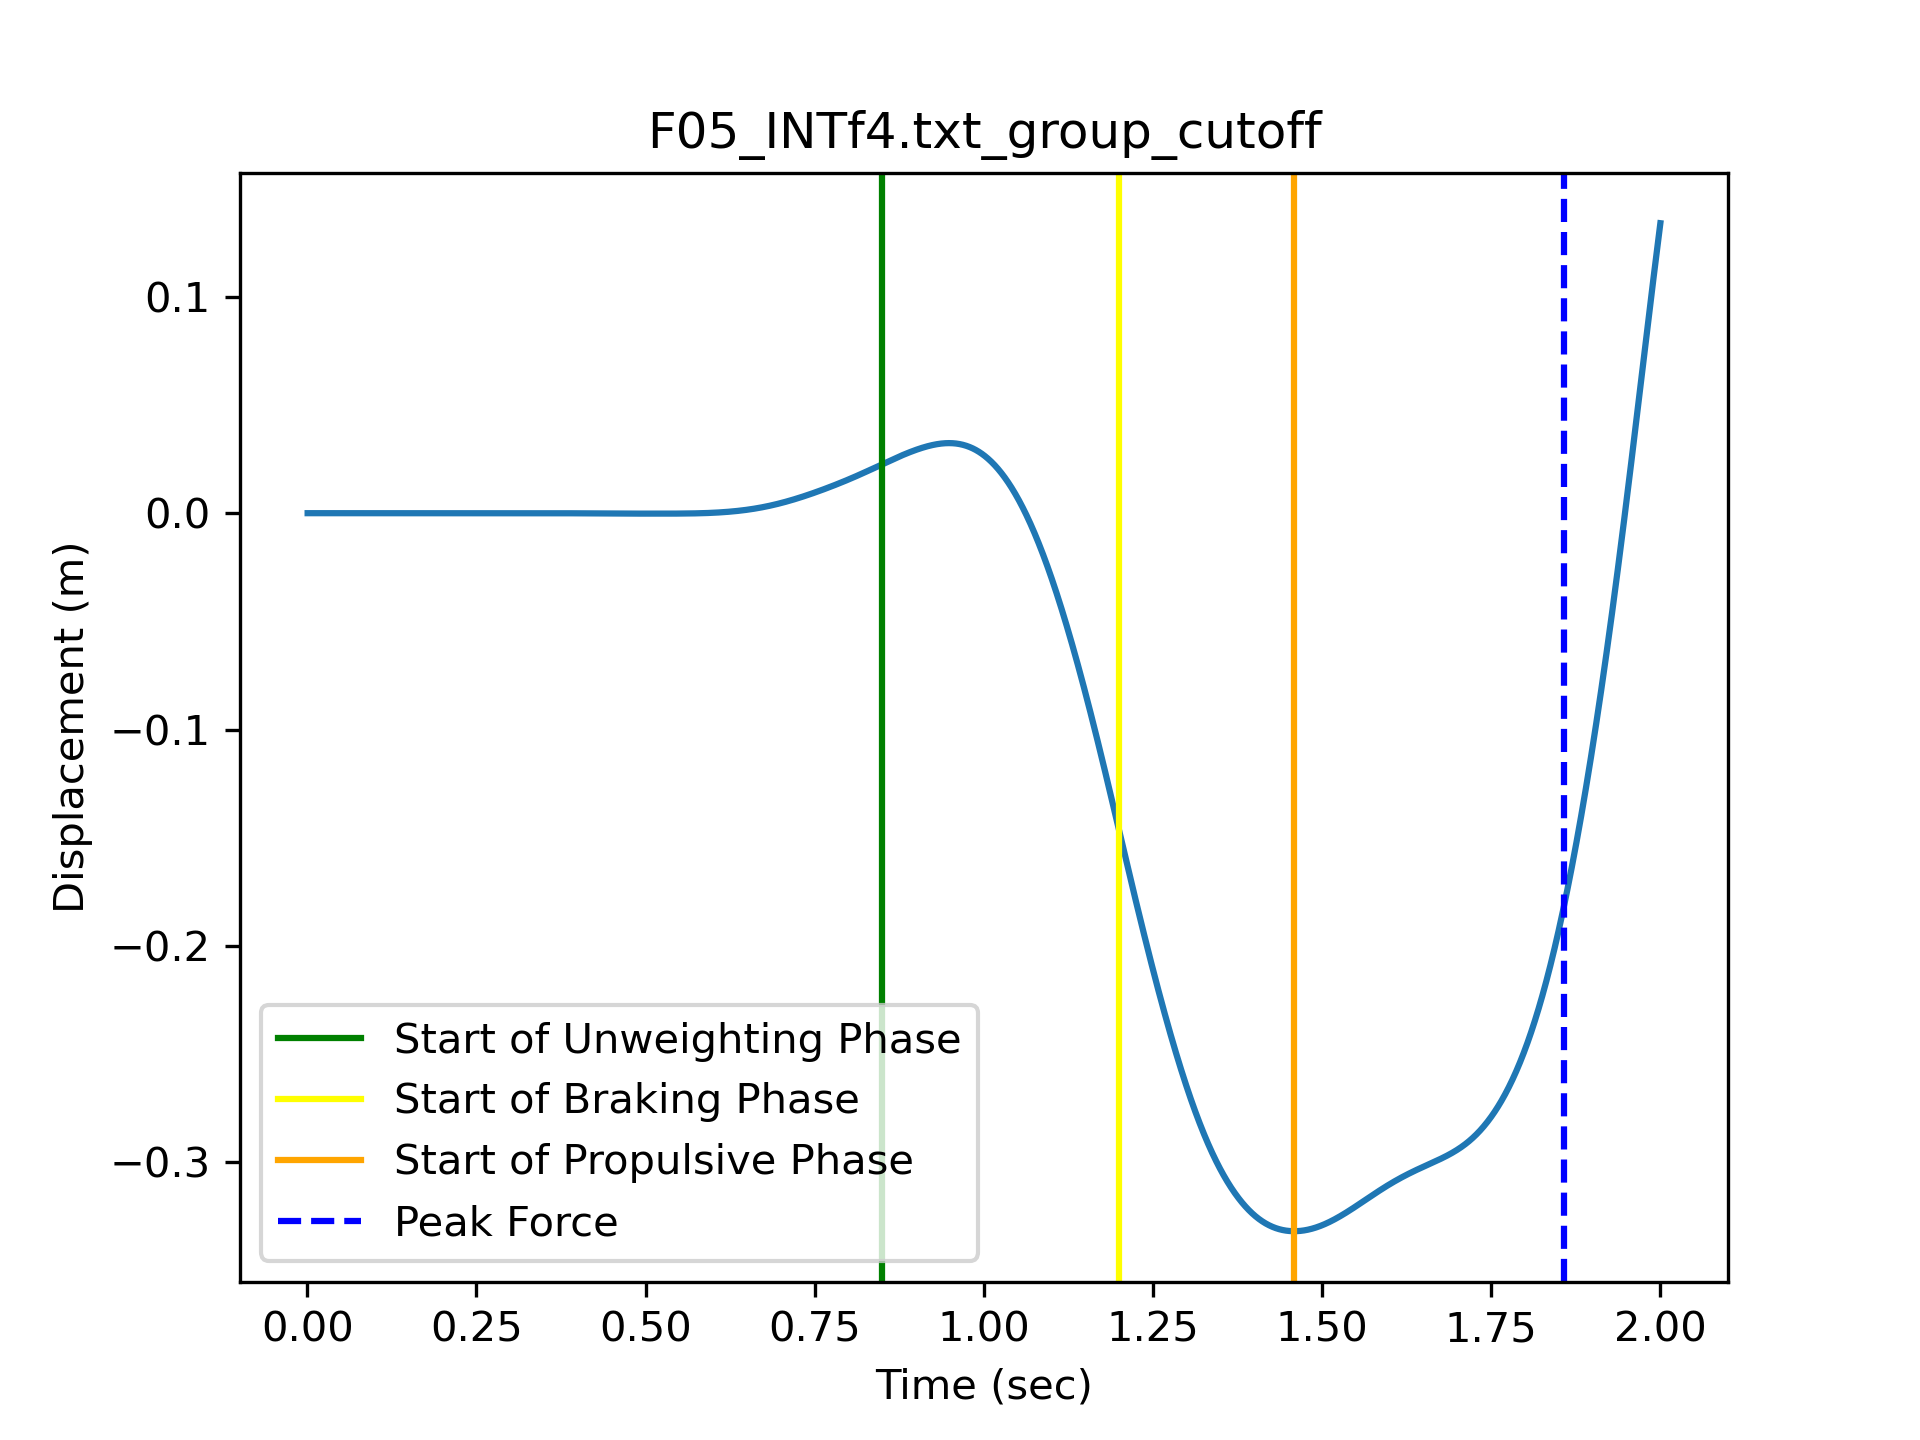 F05_INTf4.txt_group_cutoff
Displacement (m)
0.1
0.0
−0.1
−0.2
−0.3
Start of Unweighting Phase
Start of Braking Phase
Start of Propulsive Phase
Peak Force
0.00 0.25 0.50 0.75 1.00 1.25 1.50 1.75 2.00
Time (sec)